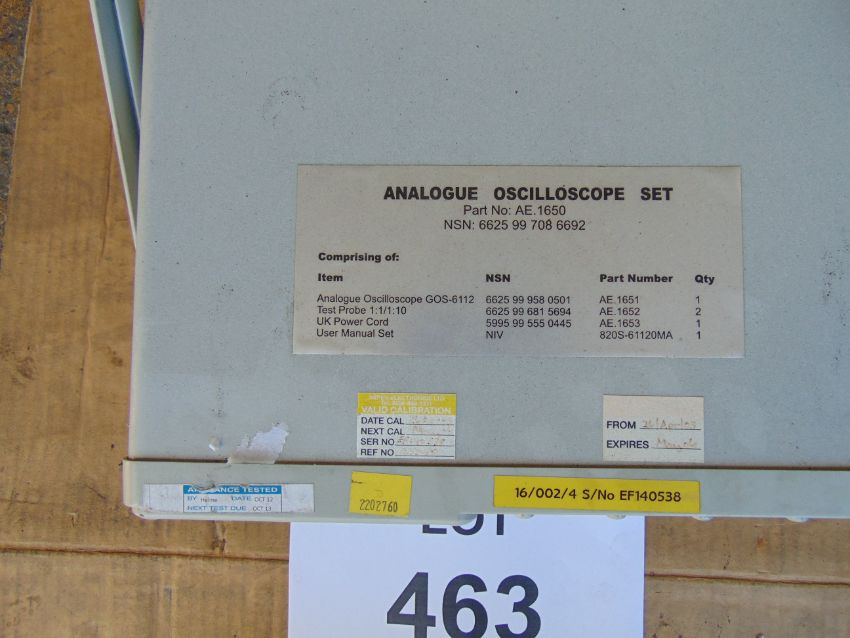 ANALOGUE OSCILLOSCOPE SET
Part No: AE.1650
NSN: 6625 99 708 6692
Comprising of:
Item NSN Part Number Qty
Analogue Oscilloscope GOS-6112 6625 99 958 0501 AE.1651 1
Test Probe 1:1/1:10 6625 99 681 5694 AE.1652 2
UK Power Cord 5995 99 555 0445 AE.1653 1
User Manual Set NIV 820S-61120MA 1
VALID CALIBRATION
DATE CAL
NEXT CAL
SER NO
REF NO
FROM
EXPIRES
APPLIANCE TESTED
BY DATE OCT 12
NEXT TEST DUE OCT 13
2202760
16/002/4 S/No EF140538
LOT
463